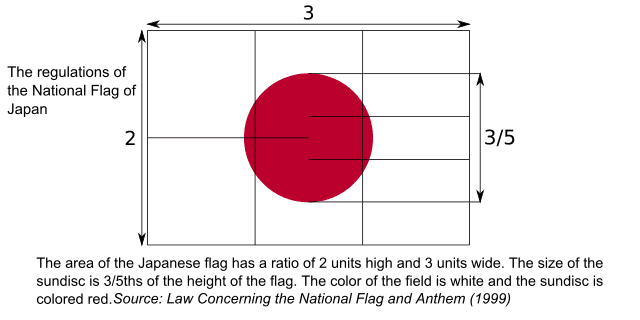 3
The regulations of
the National Flag of
Japan
2
3/5
The area of the Japanese flag has a ratio of 2 units high and 3 units wide. The size of the
sundisc is 3/5ths of the height of the flag. The color of the field is white and the sundisc is
colored red.Source: Law Concerning the National Flag and Anthem (1999)